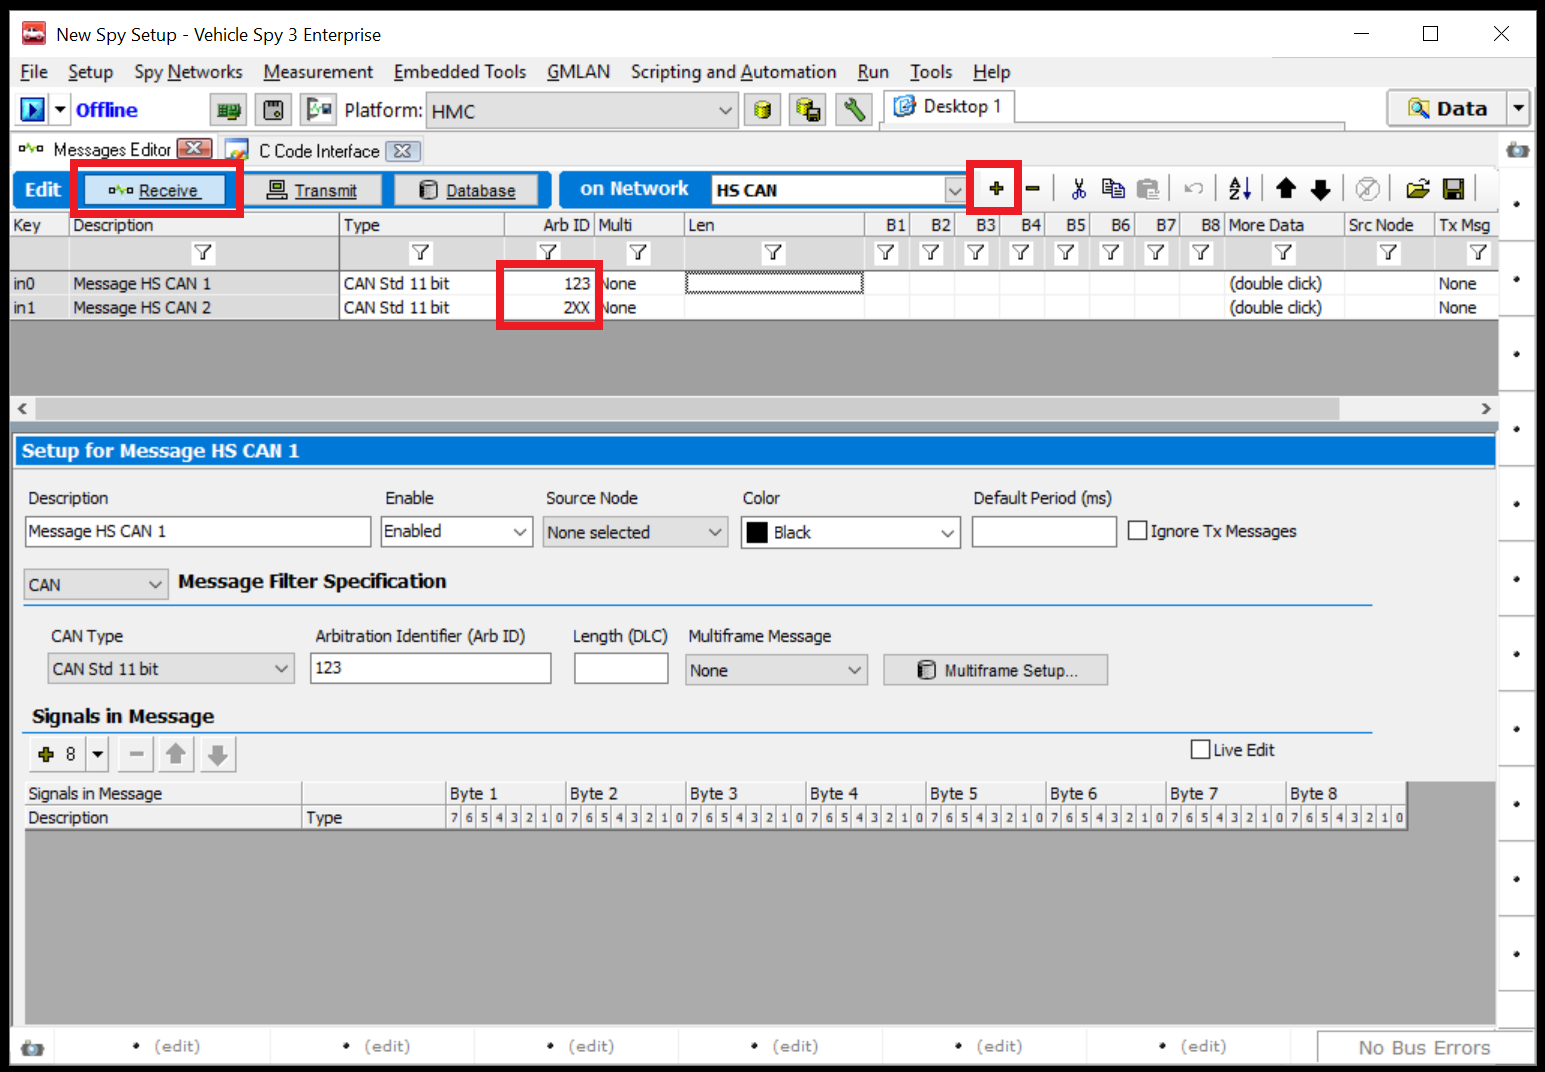 New Spy Setup - Vehicle Spy 3 Enterprise
File Setup Spy Networks Measurement Embedded Tools GMLAN Scripting and Automation Run Tools Help
Offline Platform: HMC Desktop 1 Data
Messages Editor C Code Interface
Edit Receive Transmit Database on Network HS CAN
Key Description Type Arb ID Multi Len B1 B2 B3 B4 B5 B6 B7 B8 More Data Src Node Tx Msg
in0 Message HS CAN 1 CAN Std 11 bit 123 None (double click) None
in1 Message HS CAN 2 CAN Std 11 bit 2XX None (double click) None
Setup for Message HS CAN 1
Description Enable Source Node Color Default Period (ms)
Message HS CAN 1 Enabled None selected Black Ignore Tx Messages
CAN Message Filter Specification
CAN Type Arbitration Identifier (Arb ID) Length (DLC) Multiframe Message
CAN Std 11 bit 123 None Multiframe Setup...
Signals in Message
8 Live Edit
Signals in Message Byte 1 Byte 2 Byte 3 Byte 4 Byte 5 Byte 6 Byte 7 Byte 8
Description Type 7 6 5 4 3 2 1 0 7 6 5 4 3 2 1 0 7 6 5 4 3 2 1 0 7 6 5 4 3 2 1 0 7 6 5 4 3 2 1 0 7 6 5 4 3 2 1 0 7 6 5 4 3 2 1 0 7 6 5 4 3 2 1 0
(edit) (edit) (edit) (edit) (edit) (edit) No Bus Errors